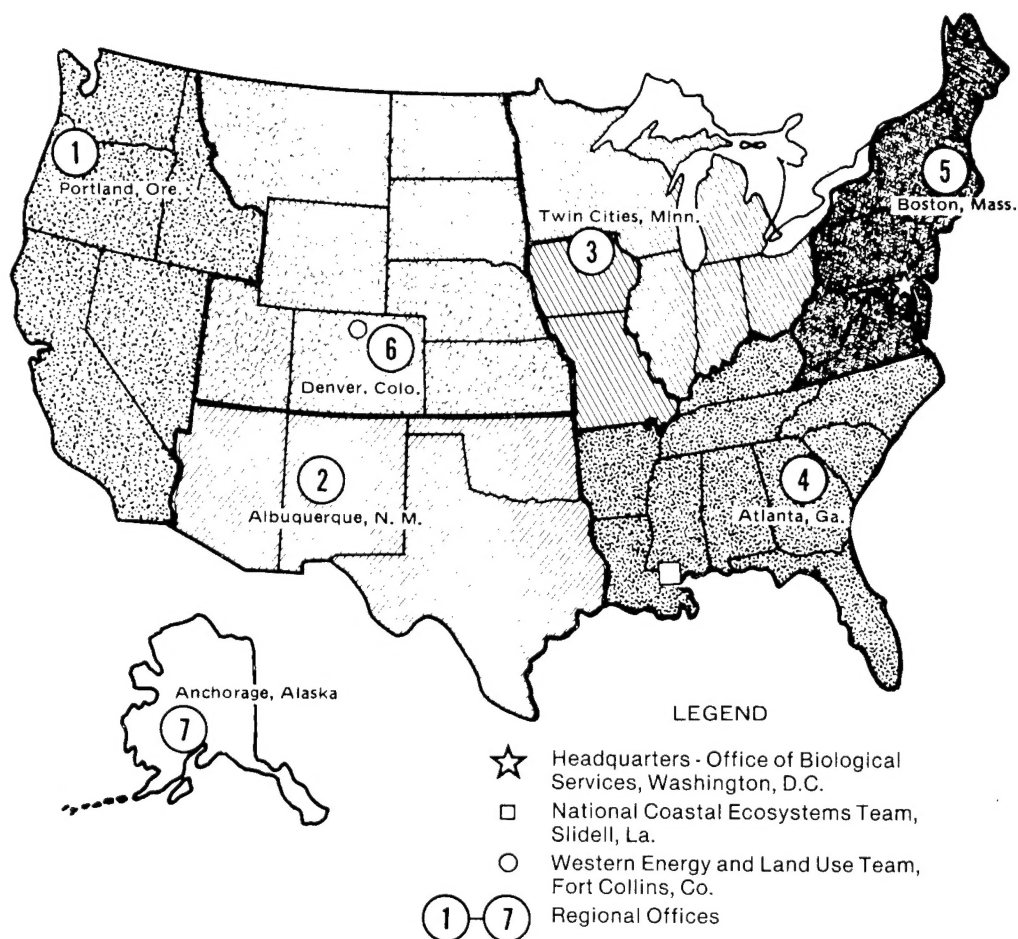 1
Portland, Ore.
5
Boston, Mass.
Twin Cities, Minn.
3
6
Denver, Colo.
2
Albuquerque, N. M.
4
Atlanta, Ga.
Anchorage, Alaska
7
LEGEND
Headquarters - Office of Biological
Services, Washington, D.C.
National Coastal Ecosystems Team,
Slidell, La.
Western Energy and Land Use Team,
Fort Collins, Co.
1-7 Regional Offices